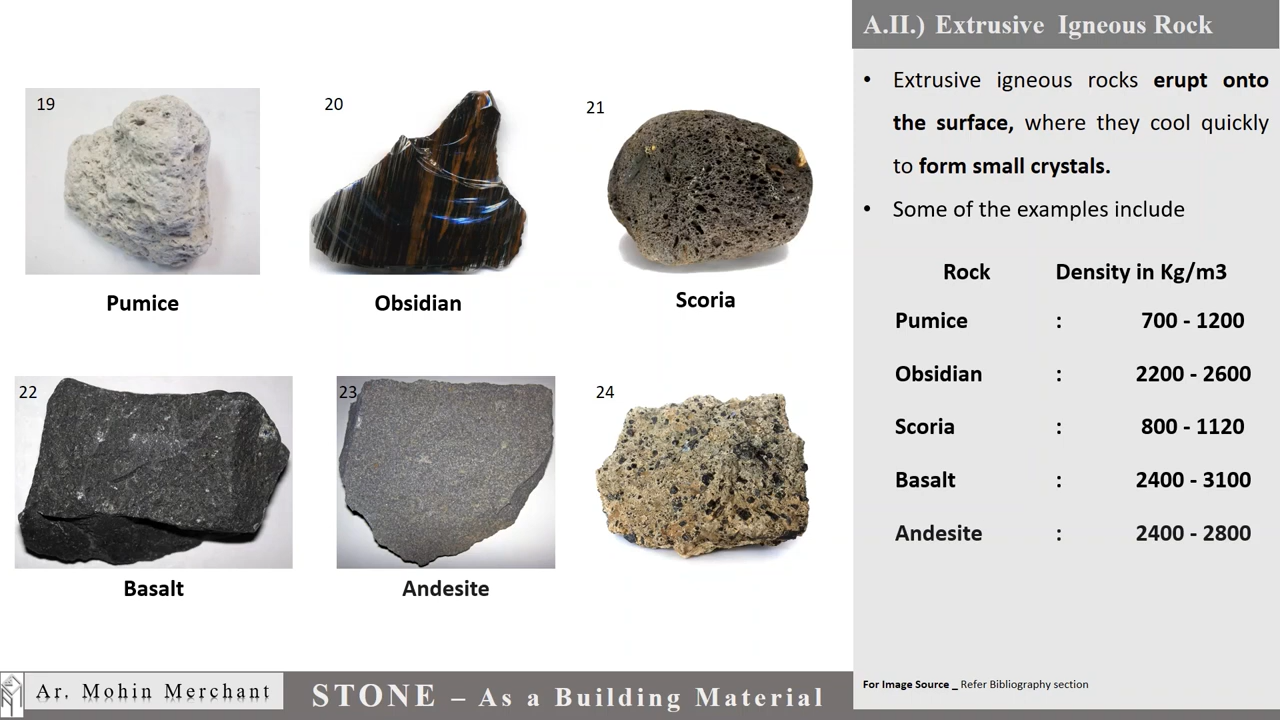 19
20
21
Pumice
Obsidian
Scoria
22
23
24
Basalt
Andesite
A.II.) Extrusive Igneous Rock
• Extrusive igneous rocks erupt onto
the surface, where they cool quickly
to form small crystals.
• Some of the examples include
Rock Density in Kg/m3
Pumice : 700 - 1200
Obsidian : 2200 - 2600
Scoria : 800 - 1120
Basalt : 2400 - 3100
Andesite : 2400 - 2800
For Image Source _ Refer Bibliography section
Ar. Mohin Merchant
STONE – As a Building Material